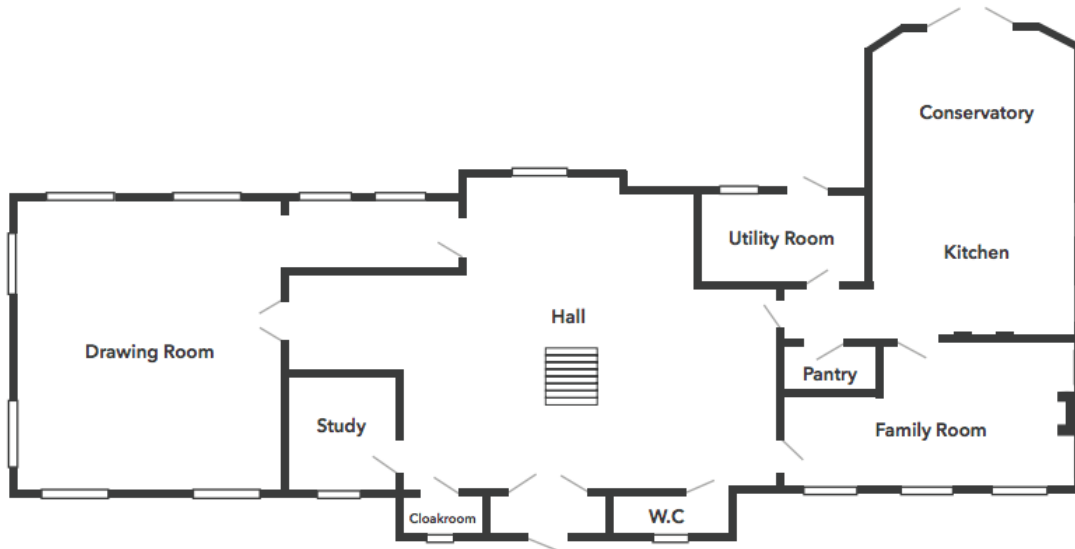 Conservatory
Utility Room
Kitchen
Hall
Drawing Room
Pantry
Study
Family Room
Cloakroom
W.C